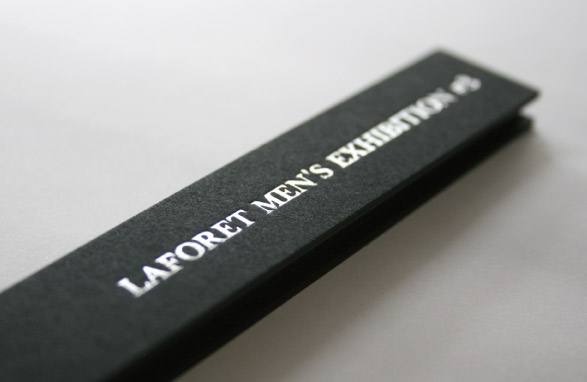 LAFORET MEN'S EXHIBITION #3